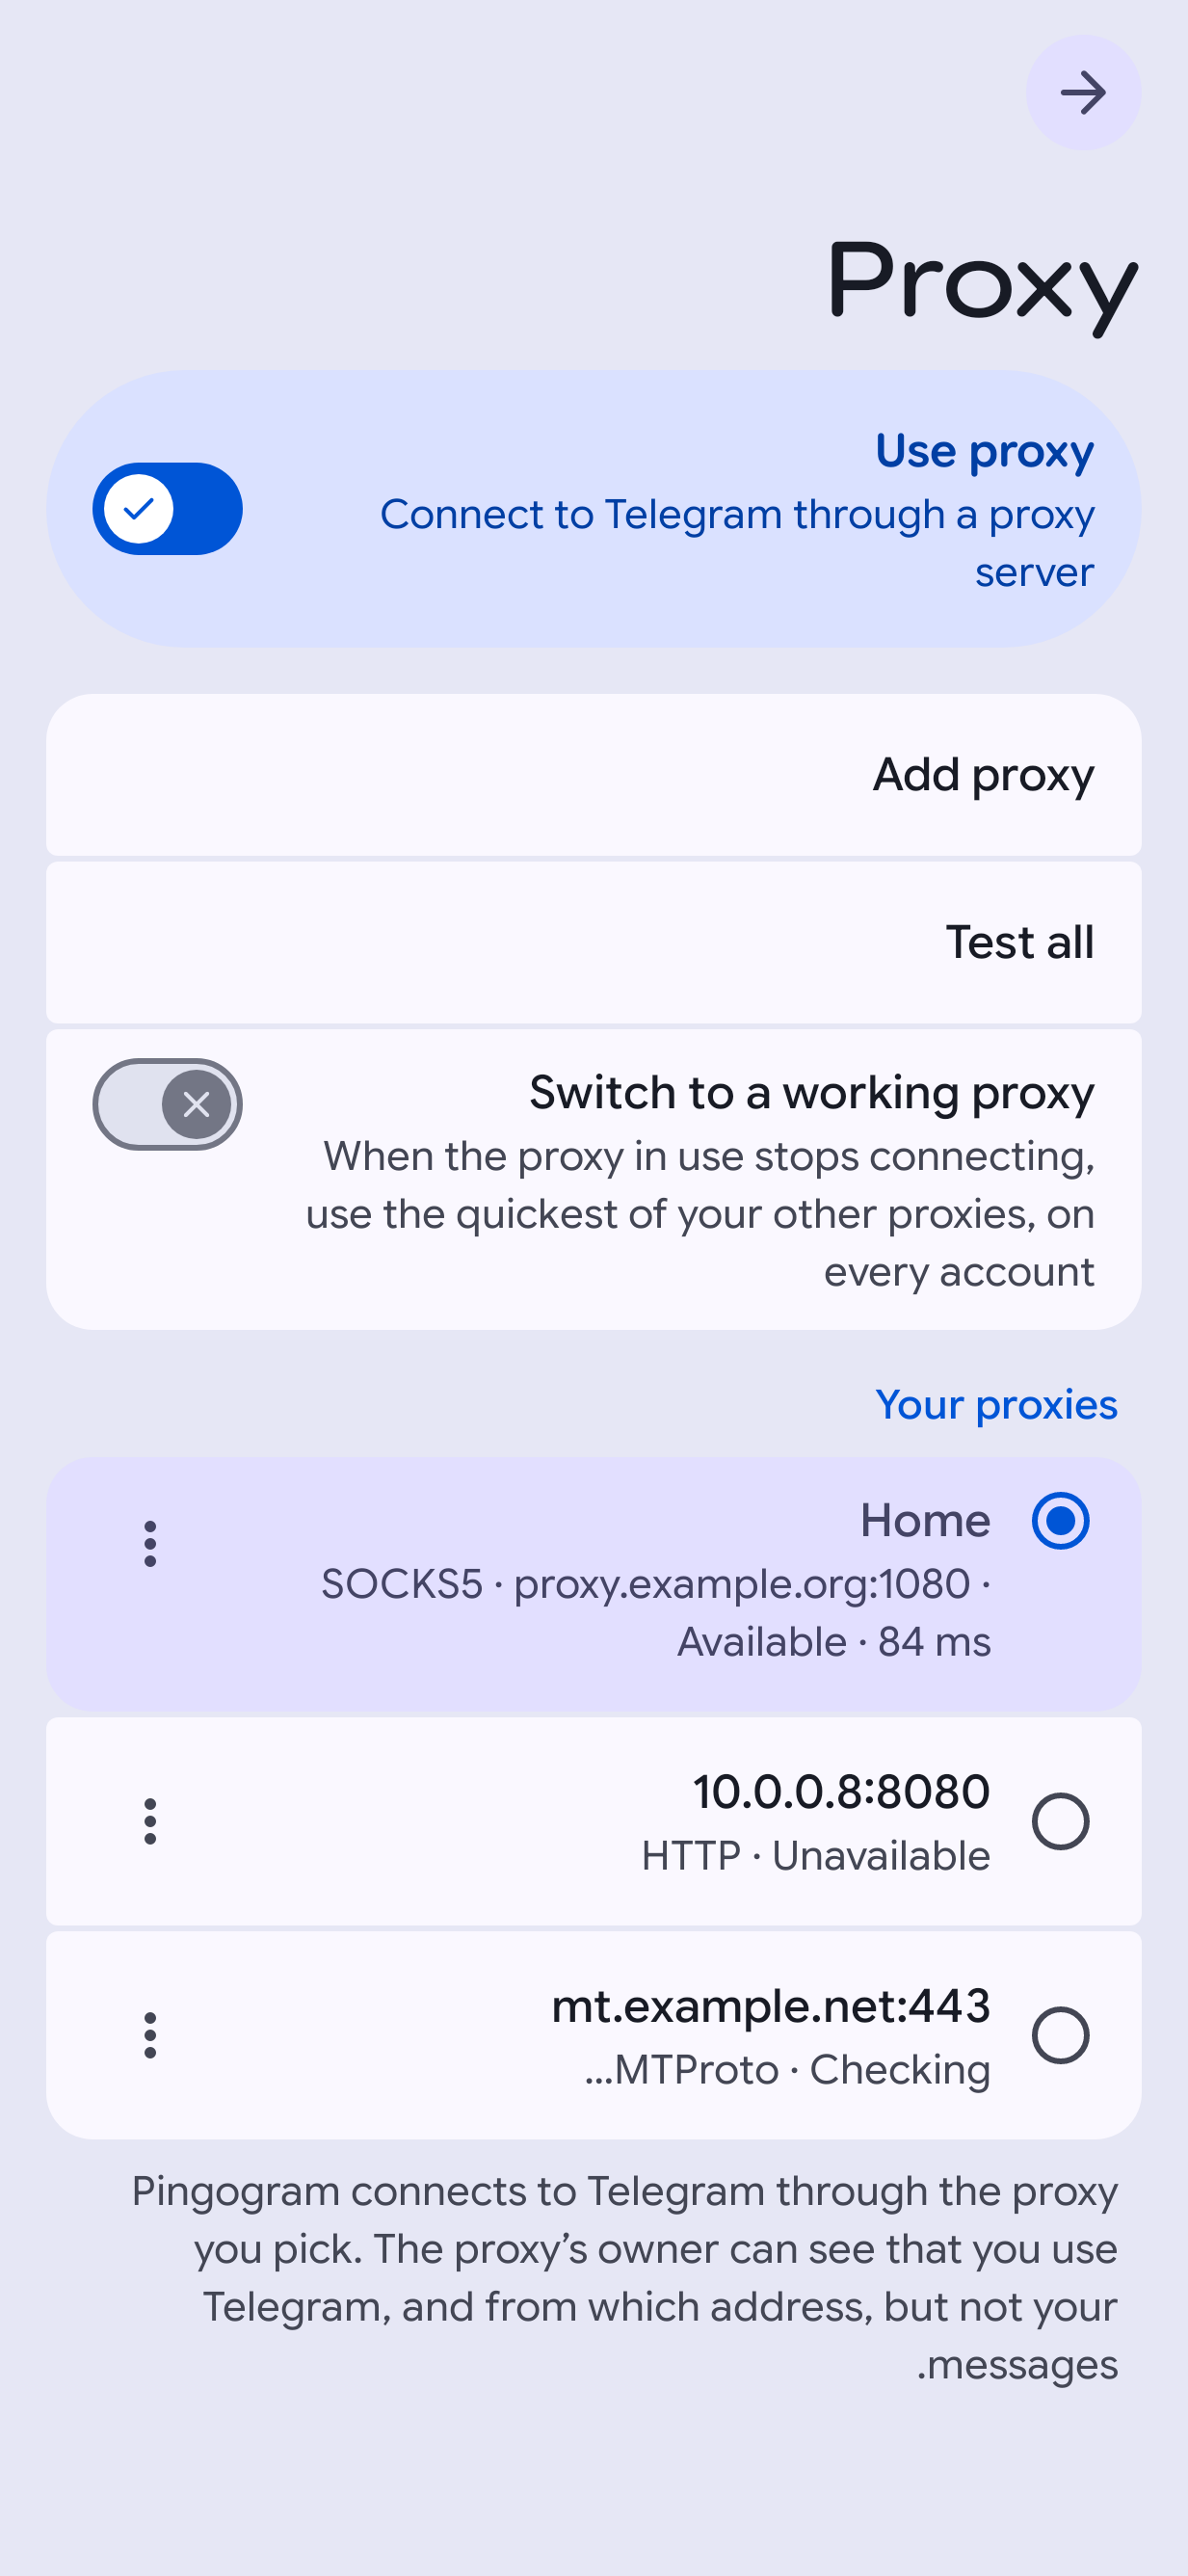 Proxy
Use proxy
Connect to Telegram through a proxy
server
Add proxy
Test all
Switch to a working proxy
When the proxy in use stops connecting,
use the quickest of your other proxies, on
every account
Your proxies
Home
SOCKS5 · proxy.example.org:1080 ·
Available · 84 ms
10.0.0.8:8080
HTTP · Unavailable
mt.example.net:443
...MTProto · Checking
Pingogram connects to Telegram through the proxy
you pick. The proxy’s owner can see that you use
Telegram, and from which address, but not your
.messages